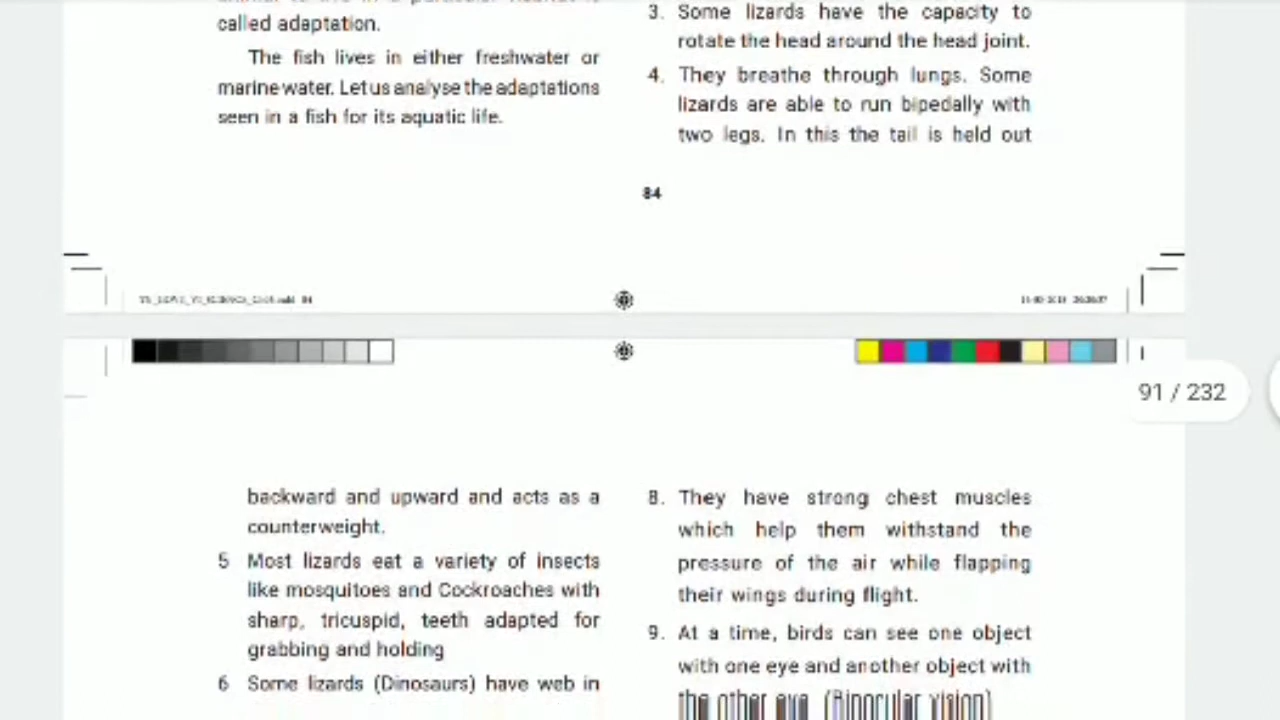 called adaptation.
The fish lives in either freshwater or
marine water. Let us analyse the adaptations
seen in a fish for its aquatic life.
3. Some lizards have the capacity to
rotate the head around the head joint.
4. They breathe through lungs. Some
lizards are able to run bipedally with
two legs. In this the tail is held out
84
91 / 232
backward and upward and acts as a
counterweight.
5 Most lizards eat a variety of insects
like mosquitoes and Cockroaches with
sharp, tricuspid, teeth adapted for
grabbing and holding
6 Some lizards (Dinosaurs) have web in
8. They have strong chest muscles
which help them withstand the
pressure of the air while flapping
their wings during flight.
9. At a time, birds can see one object
with one eye and another object with
the other eye. (Binocular vision)